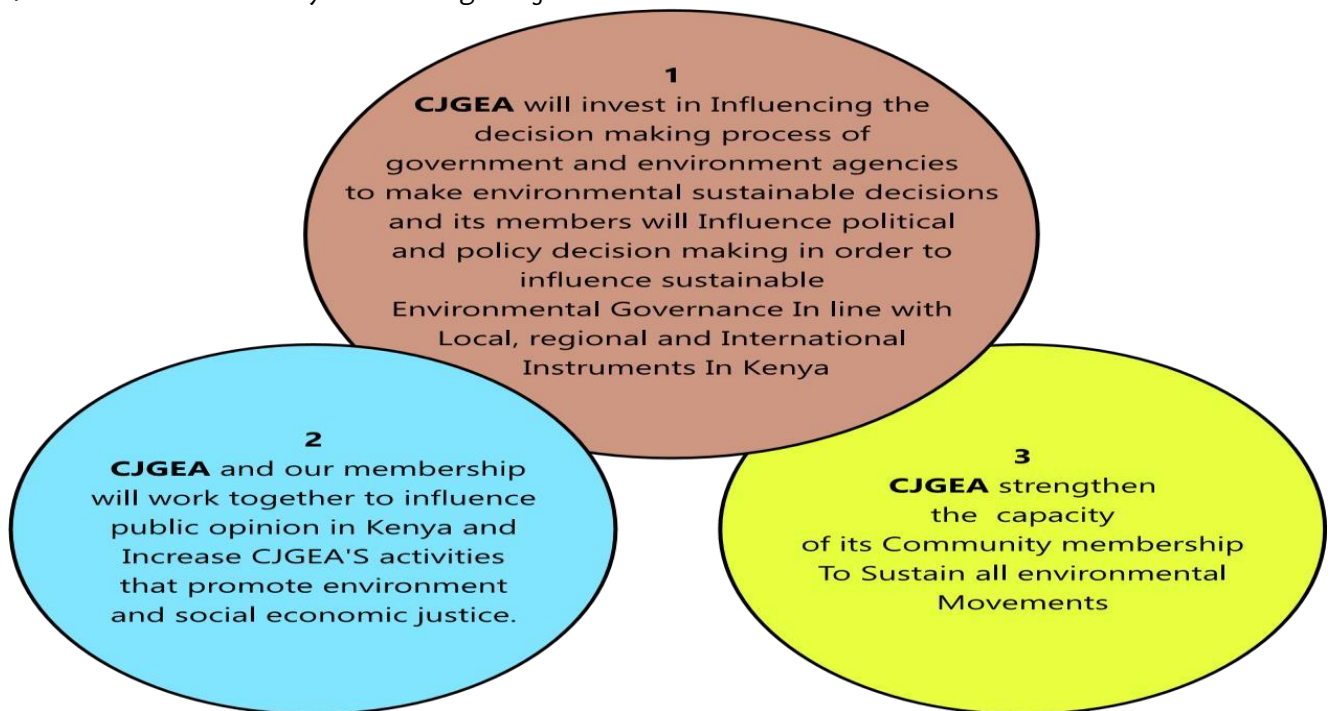 1
CJGEA will invest in Influencing the
decision making process of
government and environment agencies
to make environmental sustainable decisions
and its members will Influence political
and policy decision making in order to
influence sustainable
Environmental Governance In line with
Local, regional and International
Instruments In Kenya
2
CJGEA and our membership
will work together to influence
public opinion in Kenya and
Increase CJGEA'S activities
that promote environment
and social economic justice.
3
CJGEA strengthen
the capacity
of its Community membership
To Sustain all environmental
Movements